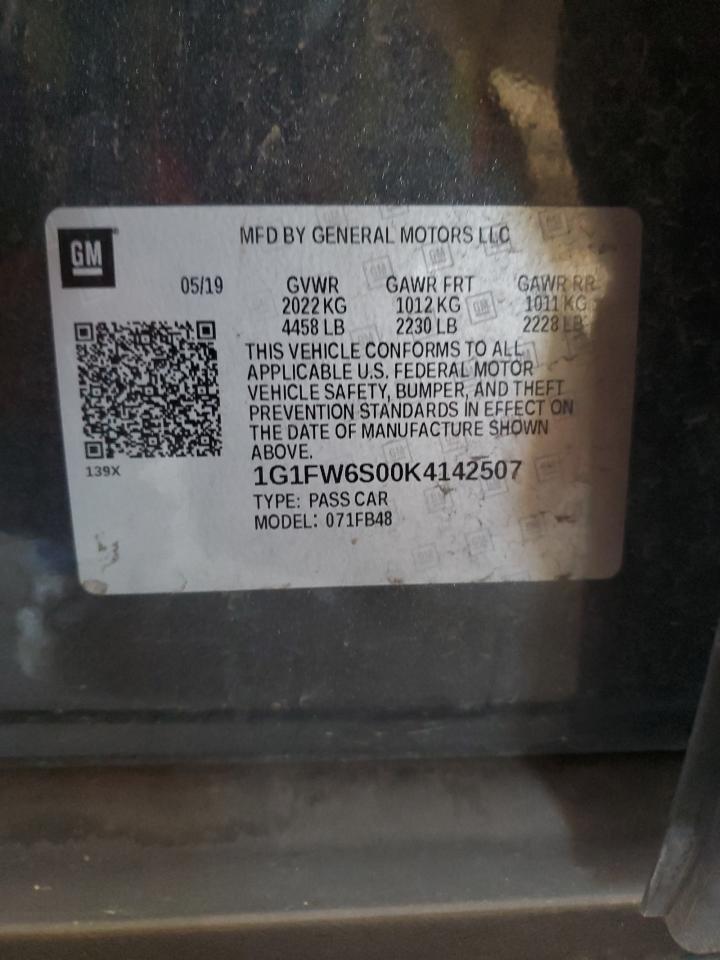 GM
MFD BY GENERAL MOTORS LLC
05/19 GVWR GAWR FRT GAWR RR
2022 KG 1012 KG 1011 KG
4458 LB 2230 LB 2228 LB
THIS VEHICLE CONFORMS TO ALL
APPLICABLE U.S. FEDERAL MOTOR
VEHICLE SAFETY, BUMPER, AND THEFT
PREVENTION STANDARDS IN EFFECT ON
THE DATE OF MANUFACTURE SHOWN
ABOVE.
139X
1G1FW6S00K4142507
TYPE: PASS CAR
MODEL: 071FB48